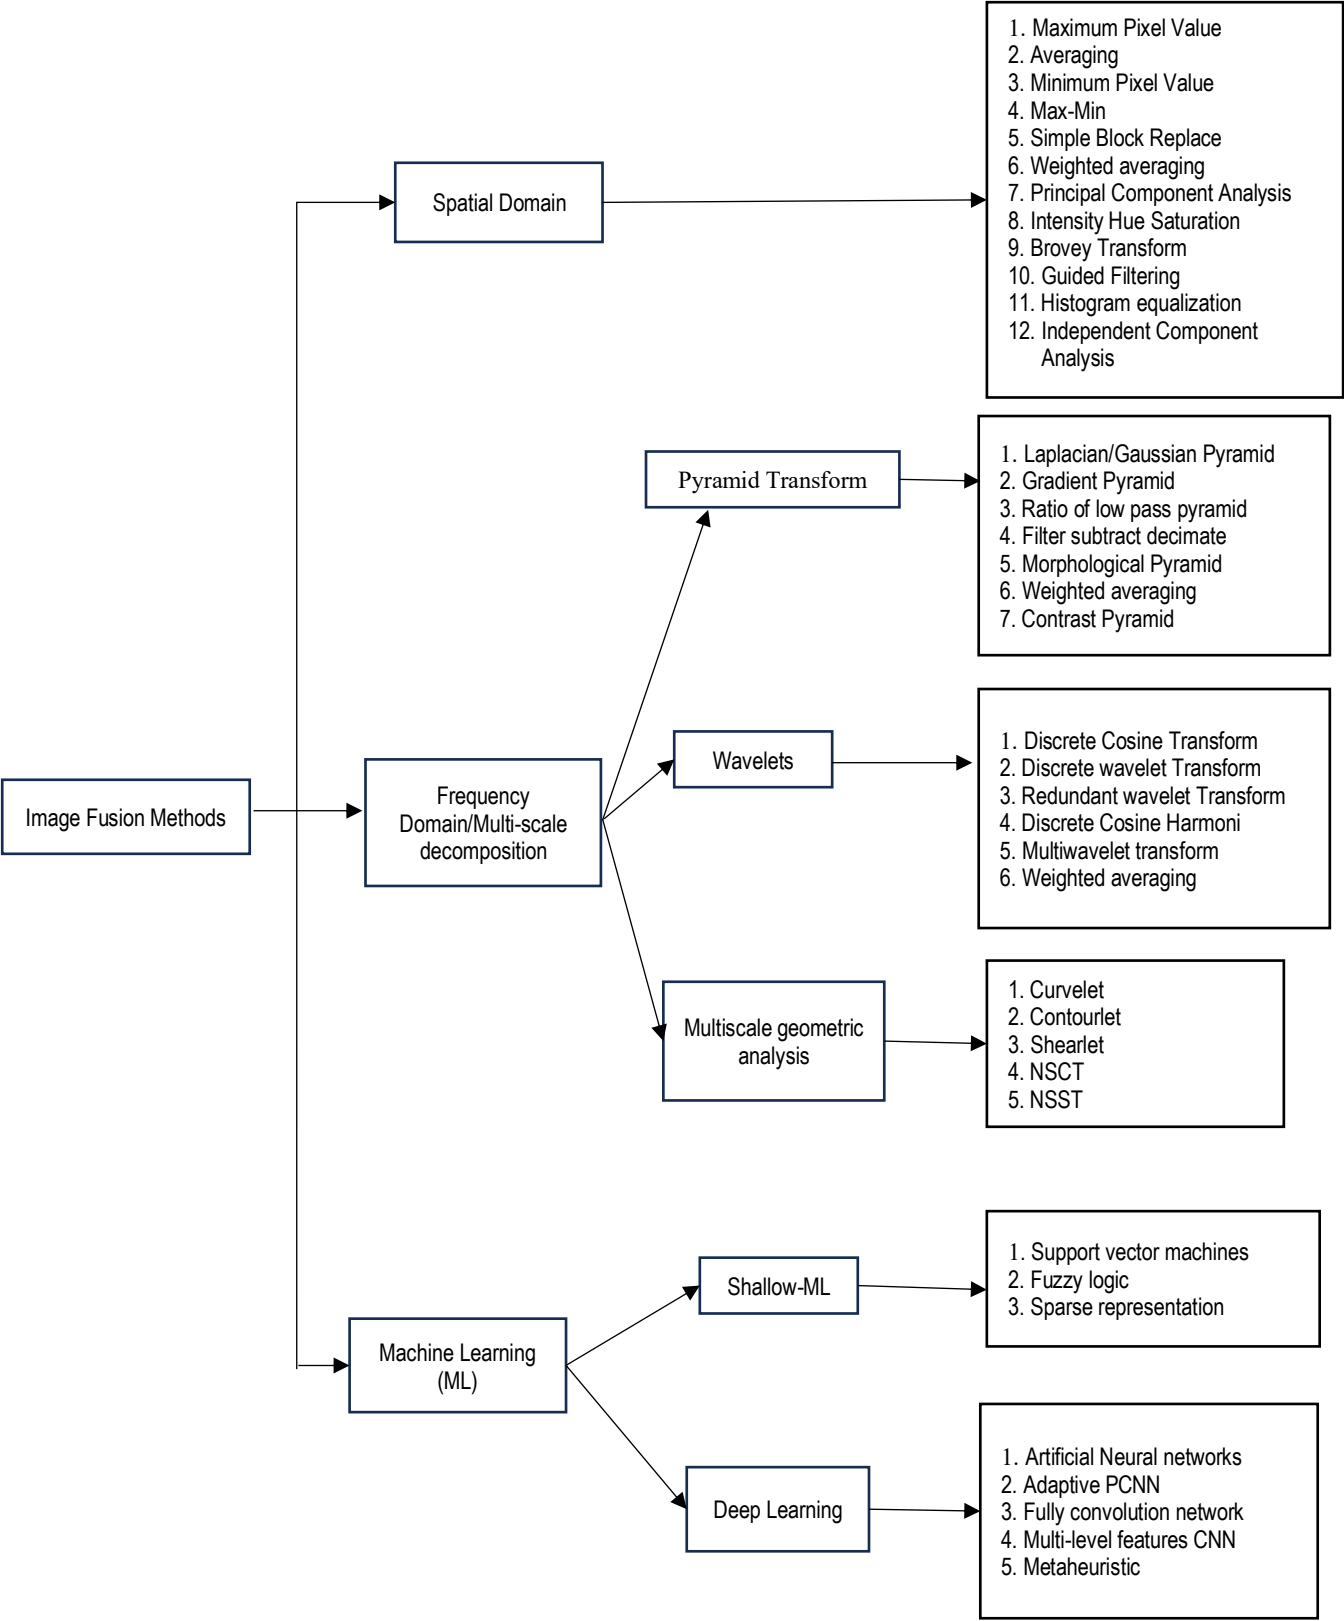 Image Fusion Methods
Spatial Domain
1. Maximum Pixel Value
2. Averaging
3. Minimum Pixel Value
4. Max-Min
5. Simple Block Replace
6. Weighted averaging
7. Principal Component Analysis
8. Intensity Hue Saturation
9. Brovey Transform
10. Guided Filtering
11. Histogram equalization
12. Independent Component
Analysis
Frequency
Domain/Multi-scale
decomposition
Pyramid Transform
1. Laplacian/Gaussian Pyramid
2. Gradient Pyramid
3. Ratio of low pass pyramid
4. Filter subtract decimate
5. Morphological Pyramid
6. Weighted averaging
7. Contrast Pyramid
Wavelets
1. Discrete Cosine Transform
2. Discrete wavelet Transform
3. Redundant wavelet Transform
4. Discrete Cosine Harmoni
5. Multiwavelet transform
6. Weighted averaging
Multiscale geometric
analysis
1. Curvelet
2. Contourlet
3. Shearlet
4. NSCT
5. NSST
Machine Learning
(ML)
Shallow-ML
1. Support vector machines
2. Fuzzy logic
3. Sparse representation
Deep Learning
1. Artificial Neural networks
2. Adaptive PCNN
3. Fully convolution network
4. Multi-level features CNN
5. Metaheuristic